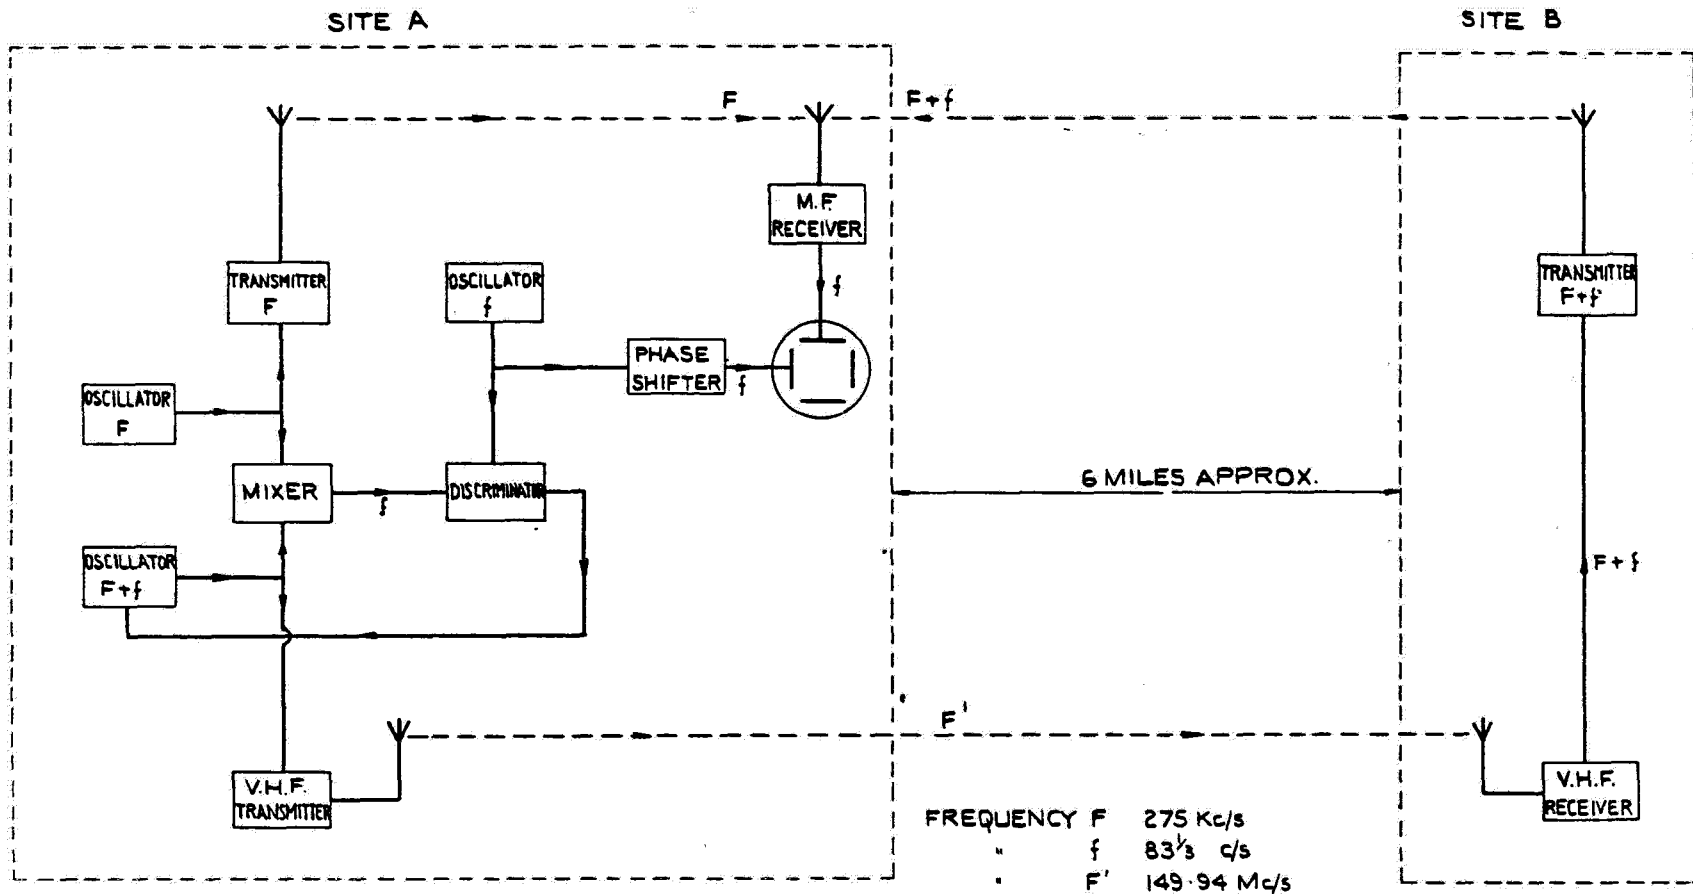 SITE A
SITE B
F
F+f
M.F.
RECEIVER
TRANSMITTER
F
OSCILLATOR
f
f
TRANSMITTER
F+f
PHASE
SHIFTER
f
OSCILLATOR
F
MIXER
f
DISCRIMINATOR
6 MILES APPROX.
OSCILLATOR
F+f
F+f
F'
V.H.F.
TRANSMITTER
V.H.F.
RECEIVER
FREQUENCY F 275 Kc/s
" f 83⅓ c/s
" F' 149·94 Mc/s